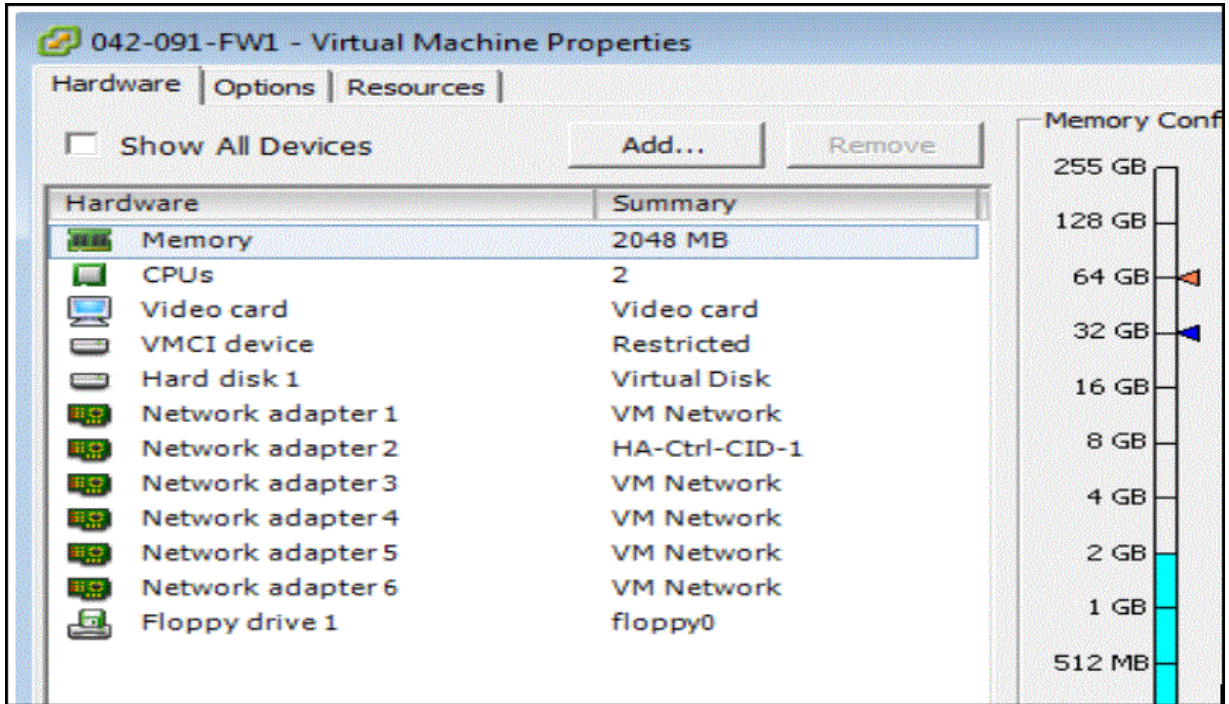 042-091-FW1 - Virtual Machine Properties
Hardware Options Resources
Show All Devices Add... Remove
Hardware Summary
Memory 2048 MB
CPUs 2
Video card Video card
VMCI device Restricted
Hard disk 1 Virtual Disk
Network adapter 1 VM Network
Network adapter 2 HA-Ctrl-CID-1
Network adapter 3 VM Network
Network adapter 4 VM Network
Network adapter 5 VM Network
Network adapter 6 VM Network
Floppy drive 1 floppy0
Memory Conf
255 GB
128 GB
64 GB
32 GB
16 GB
8 GB
4 GB
2 GB
1 GB
512 MB